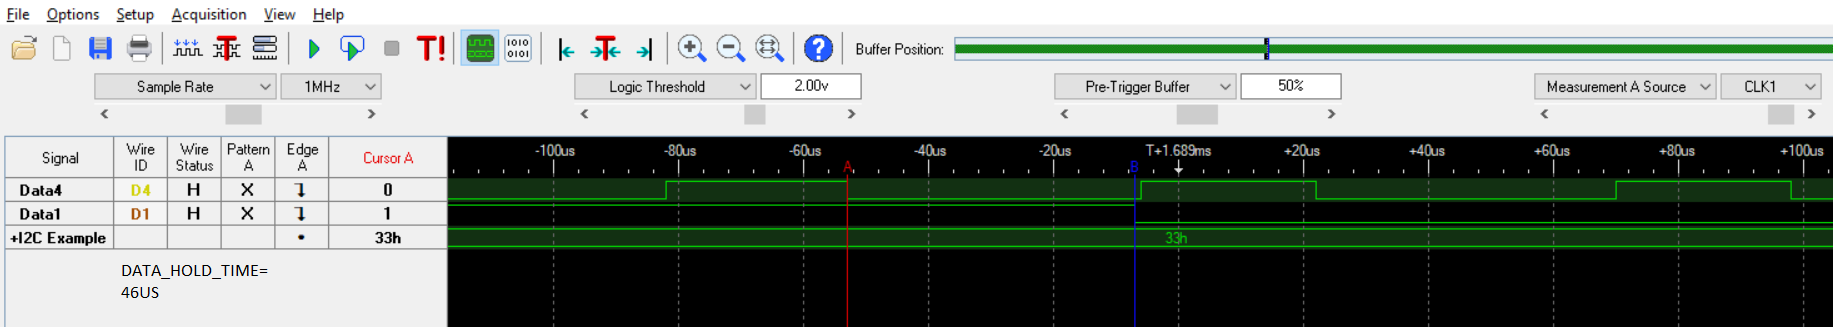 File Options Setup Acquisition View Help
T! 1010 0101 ? Buffer Position:
Sample Rate 1MHz Logic Threshold 2.00v Pre-Trigger Buffer 50% Measurement A Source CLK1
Signal Wire ID Wire Status Pattern A Edge A Cursor A
-100us -80us -60us -40us -20us T+1.689ms +20us +40us +60us +80us +100us
A B
Data4 D4 H X 0
Data1 D1 H X 1
+I2C Example 33h 33h
DATA_HOLD_TIME=
46US